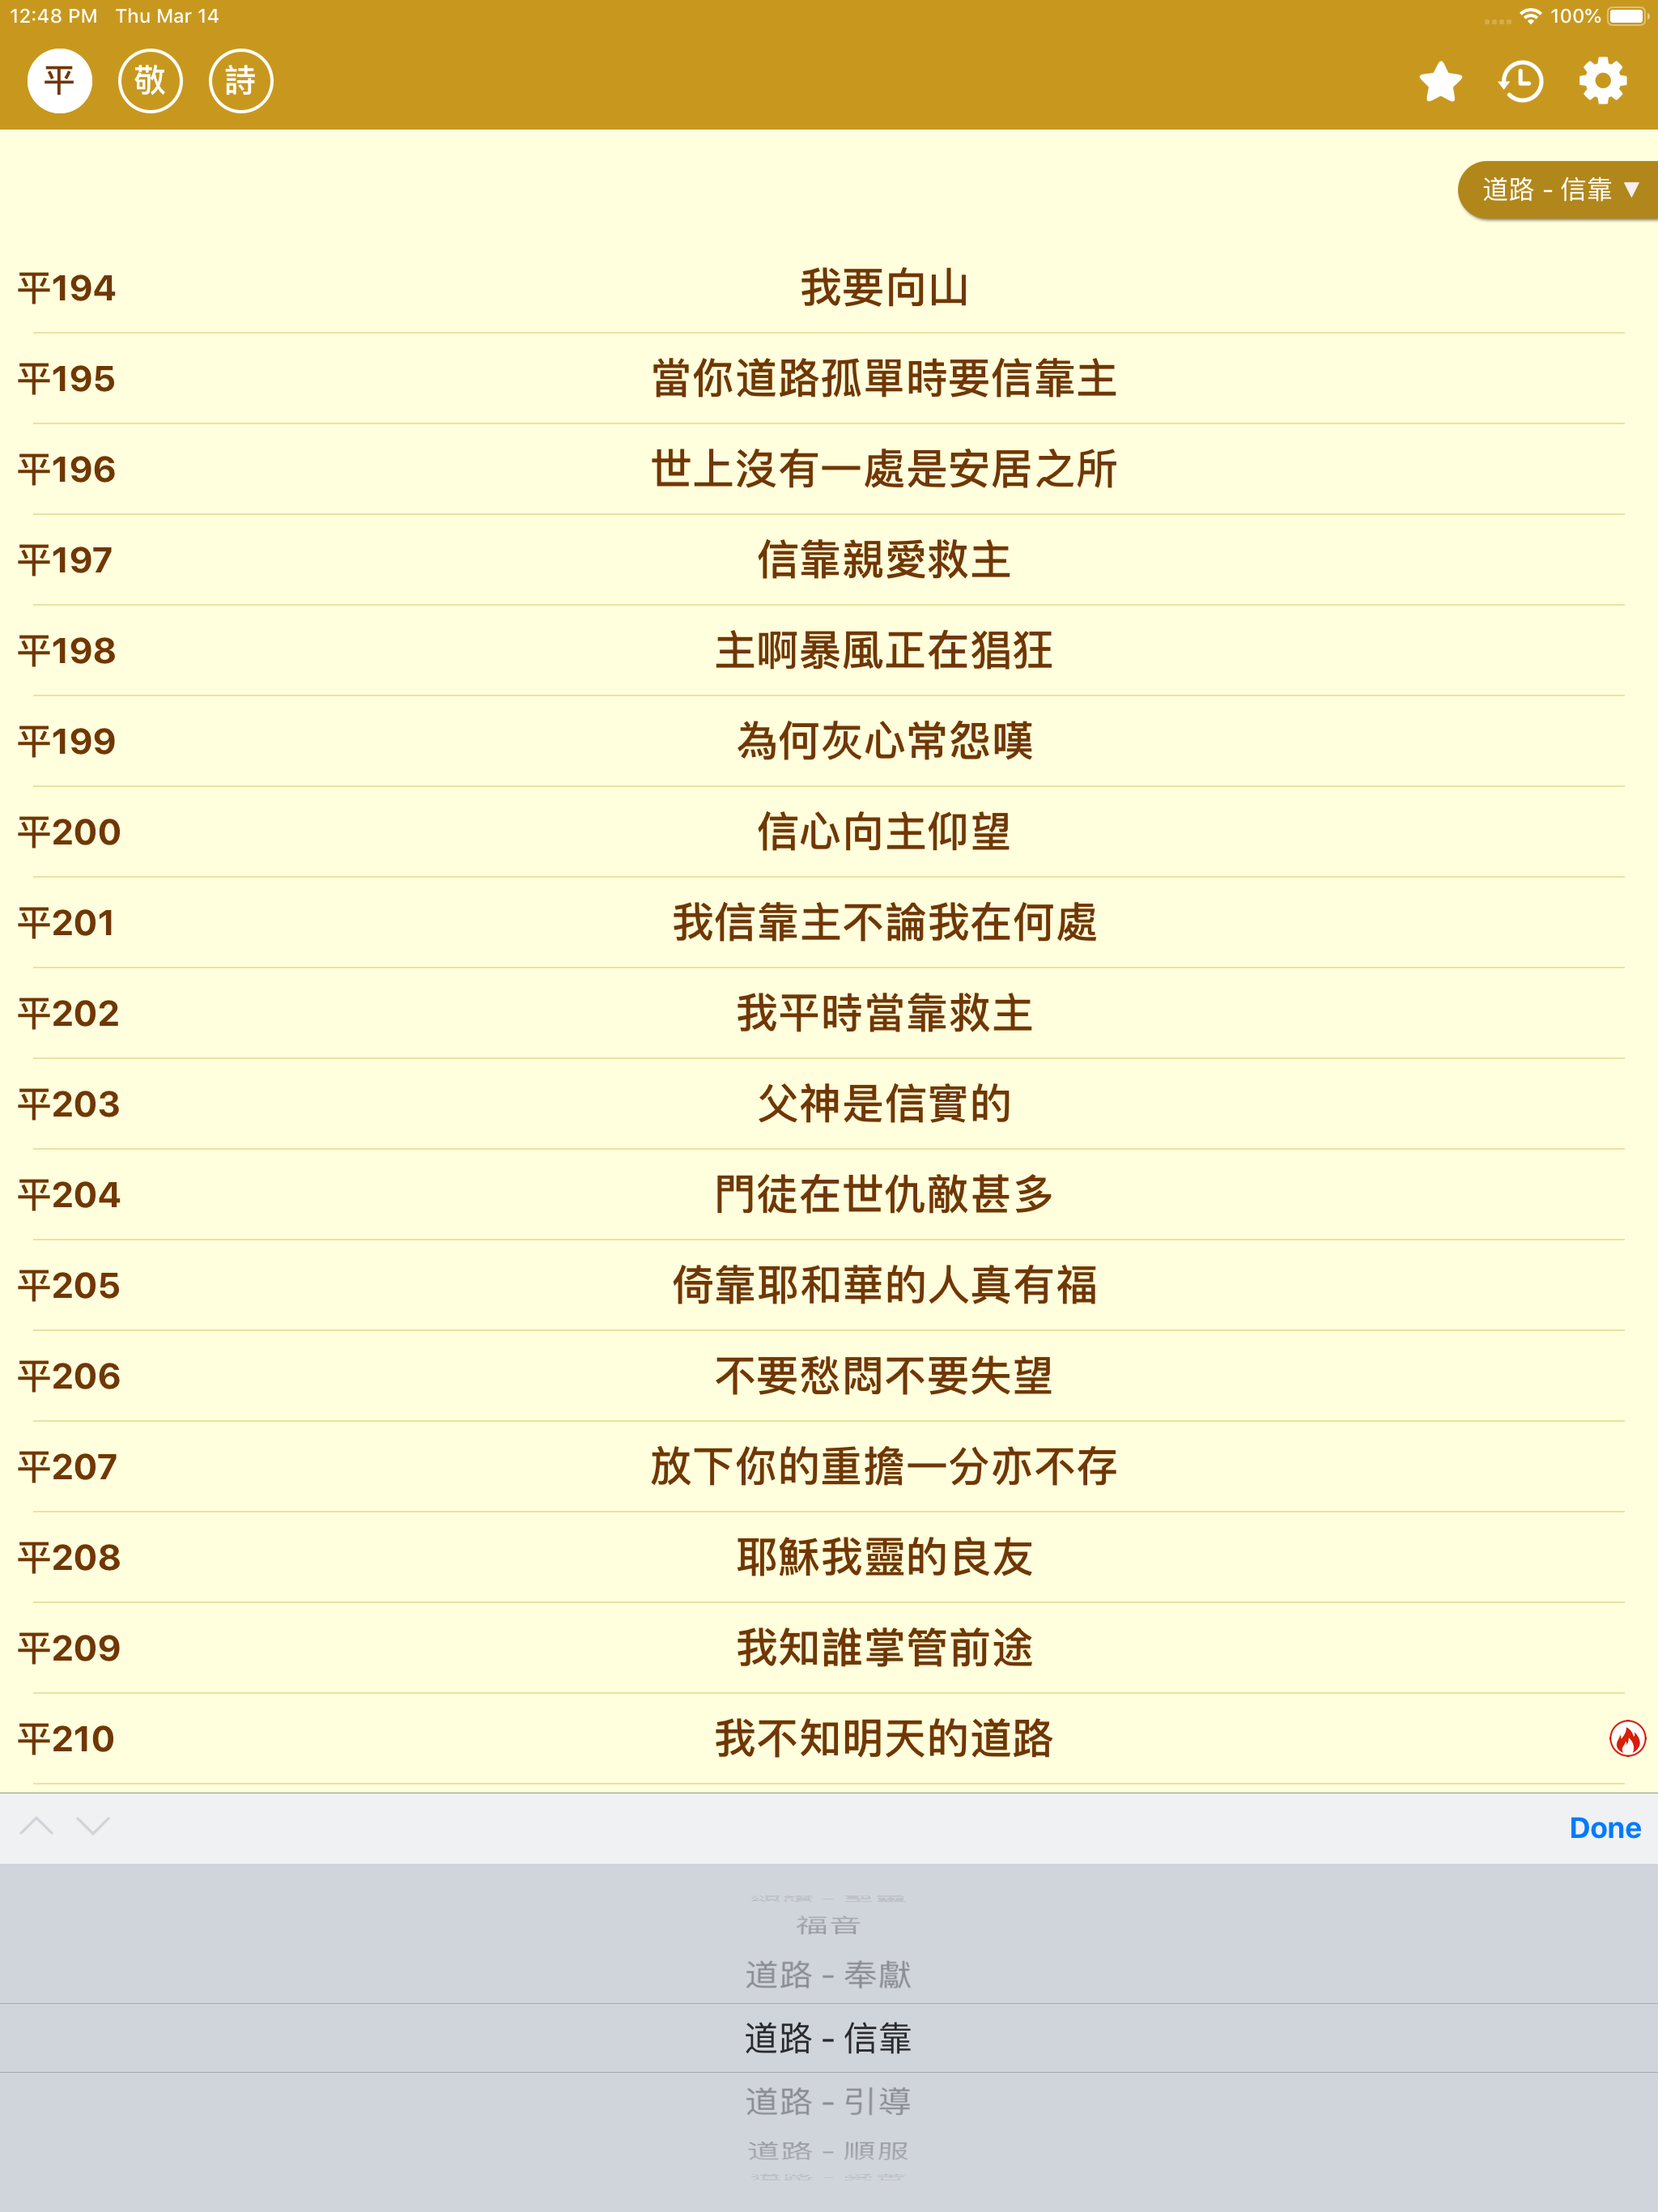 12:48 PM Thu Mar 14 100%
平 敬 詩
道路 - 信靠 ▼
平194 我要向山
平195 當你道路孤單時要信靠主
平196 世上沒有一處是安居之所
平197 信靠親愛救主
平198 主啊暴風正在猖狂
平199 為何灰心常怨嘆
平200 信心向主仰望
平201 我信靠主不論我在何處
平202 我平時當靠救主
平203 父神是信實的
平204 門徒在世仇敵甚多
平205 倚靠耶和華的人真有福
平206 不要愁悶不要失望
平207 放下你的重擔一分亦不存
平208 耶穌我靈的良友
平209 我知誰掌管前途
平210 我不知明天的道路
Done
福音
道路 - 奉獻
道路 - 信靠
道路 - 引導
道路 - 順服